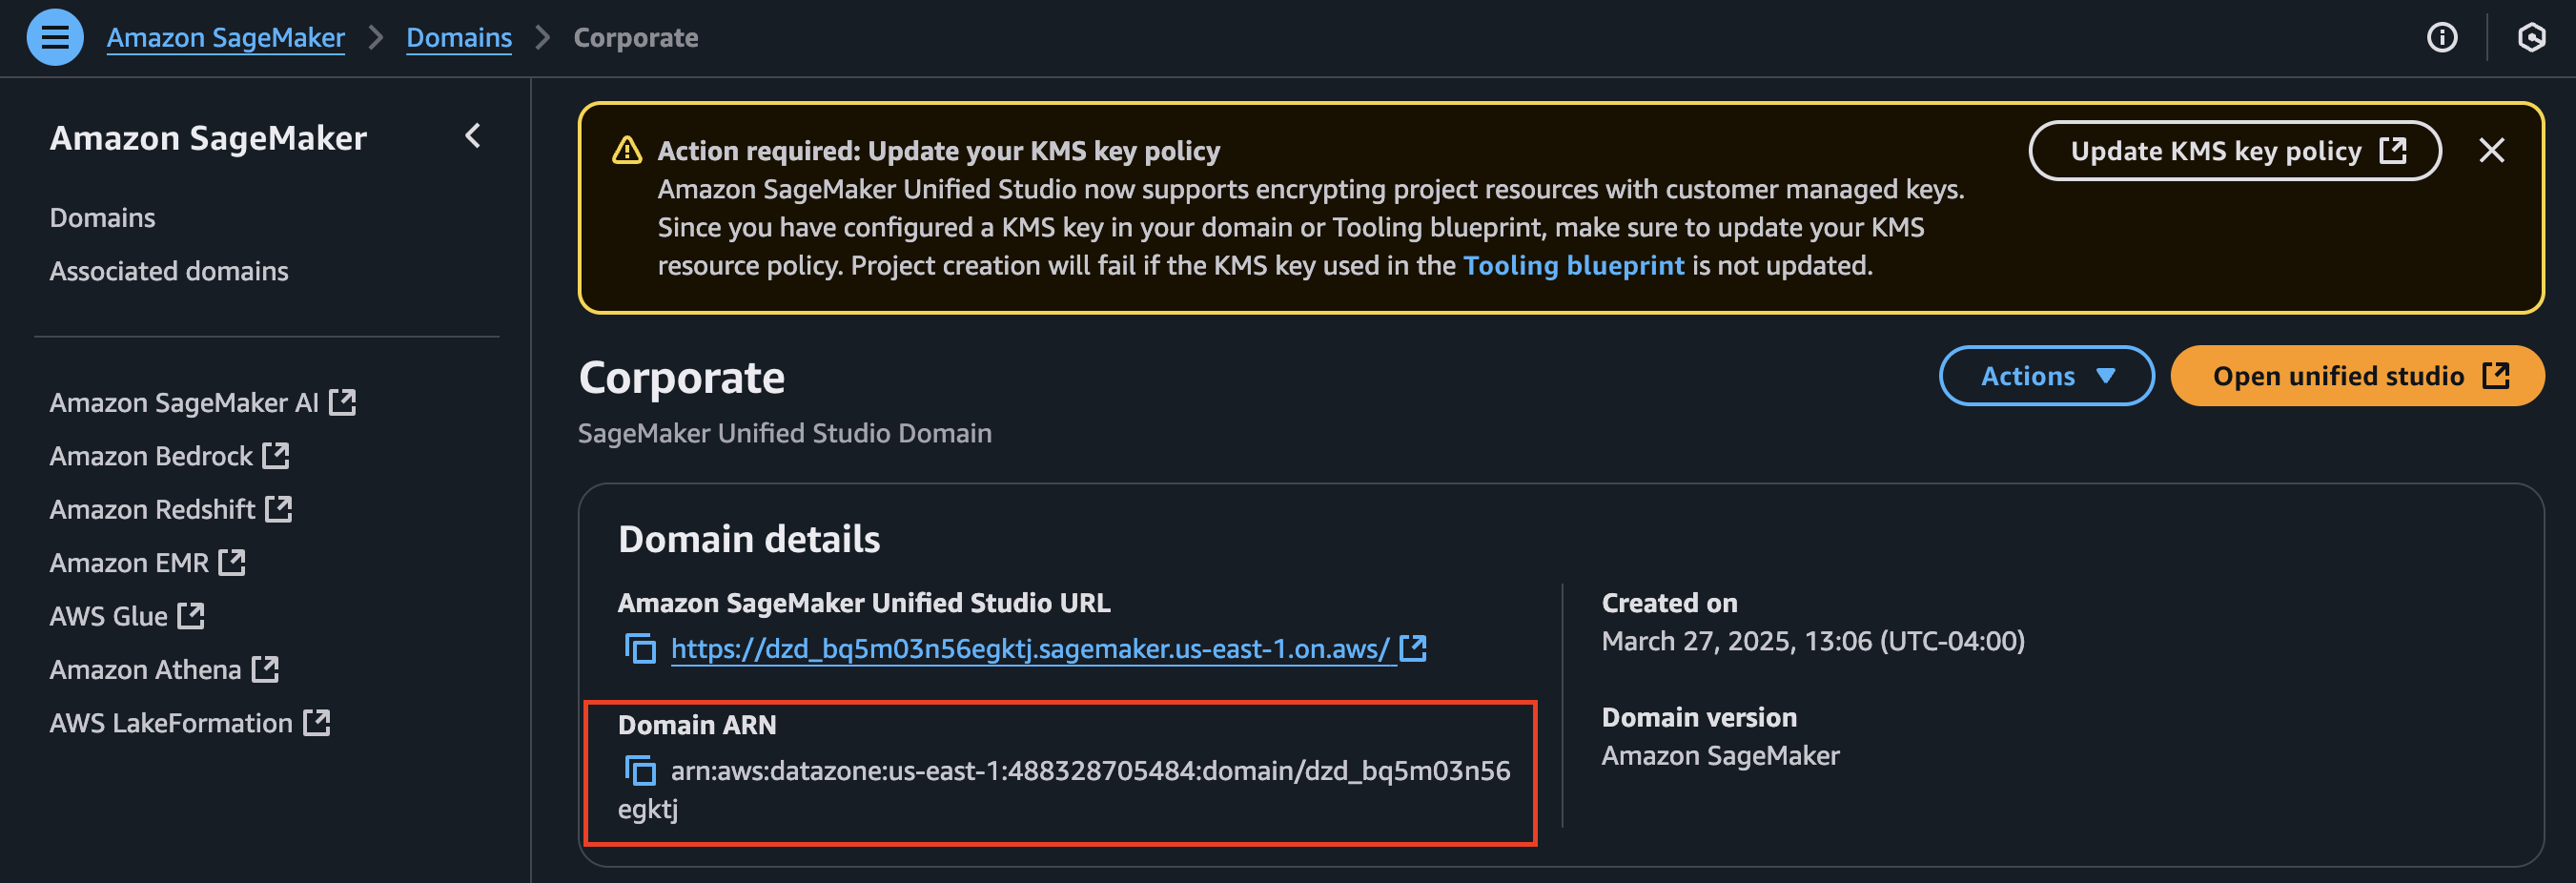 Amazon SageMaker > Domains > Corporate
Amazon SageMaker
Domains
Associated domains
Amazon SageMaker AI
Amazon Bedrock
Amazon Redshift
Amazon EMR
AWS Glue
Amazon Athena
AWS LakeFormation
Action required: Update your KMS key policy
Amazon SageMaker Unified Studio now supports encrypting project resources with customer managed keys.
Since you have configured a KMS key in your domain or Tooling blueprint, make sure to update your KMS
resource policy. Project creation will fail if the KMS key used in the Tooling blueprint is not updated.
Update KMS key policy
Corporate
SageMaker Unified Studio Domain
Actions
Open unified studio
Domain details
Amazon SageMaker Unified Studio URL
https://dzd_bq5m03n56egktj.sagemaker.us-east-1.on.aws/
Domain ARN
arn:aws:datazone:us-east-1:488328705484:domain/dzd_bq5m03n56
egktj
Created on
March 27, 2025, 13:06 (UTC-04:00)
Domain version
Amazon SageMaker